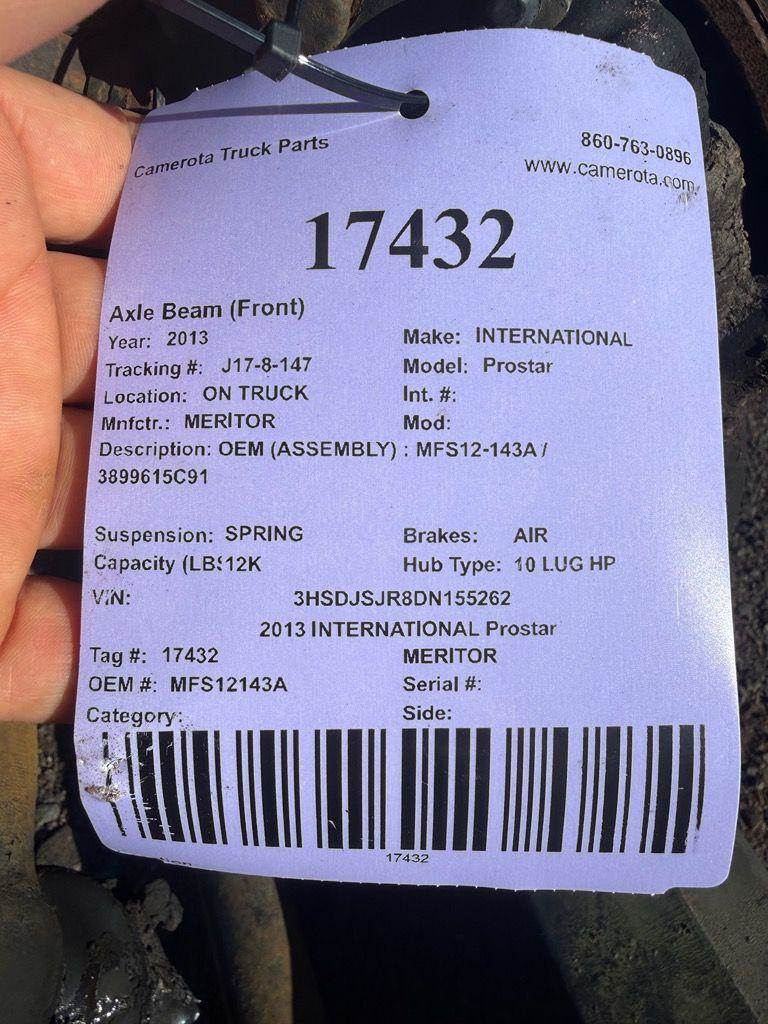 Camerota Truck Parts
860-763-0896
www.camerota.com
17432
Axle Beam (Front)
Year: 2013
Make: INTERNATIONAL
Tracking #: J17-8-147
Model: Prostar
Location: ON TRUCK
Int. #:
Mnfctr.: MERITOR
Mod:
Description: OEM (ASSEMBLY) : MFS12-143A /
3899615C91
Suspension: SPRING
Brakes: AIR
Capacity (LBS 12K
Hub Type: 10 LUG HP
VIN: 3HSDJSJR8DN155262
2013 INTERNATIONAL Prostar
Tag #: 17432
MERITOR
OEM #: MFS12143A
Serial #:
Category:
Side:
17432